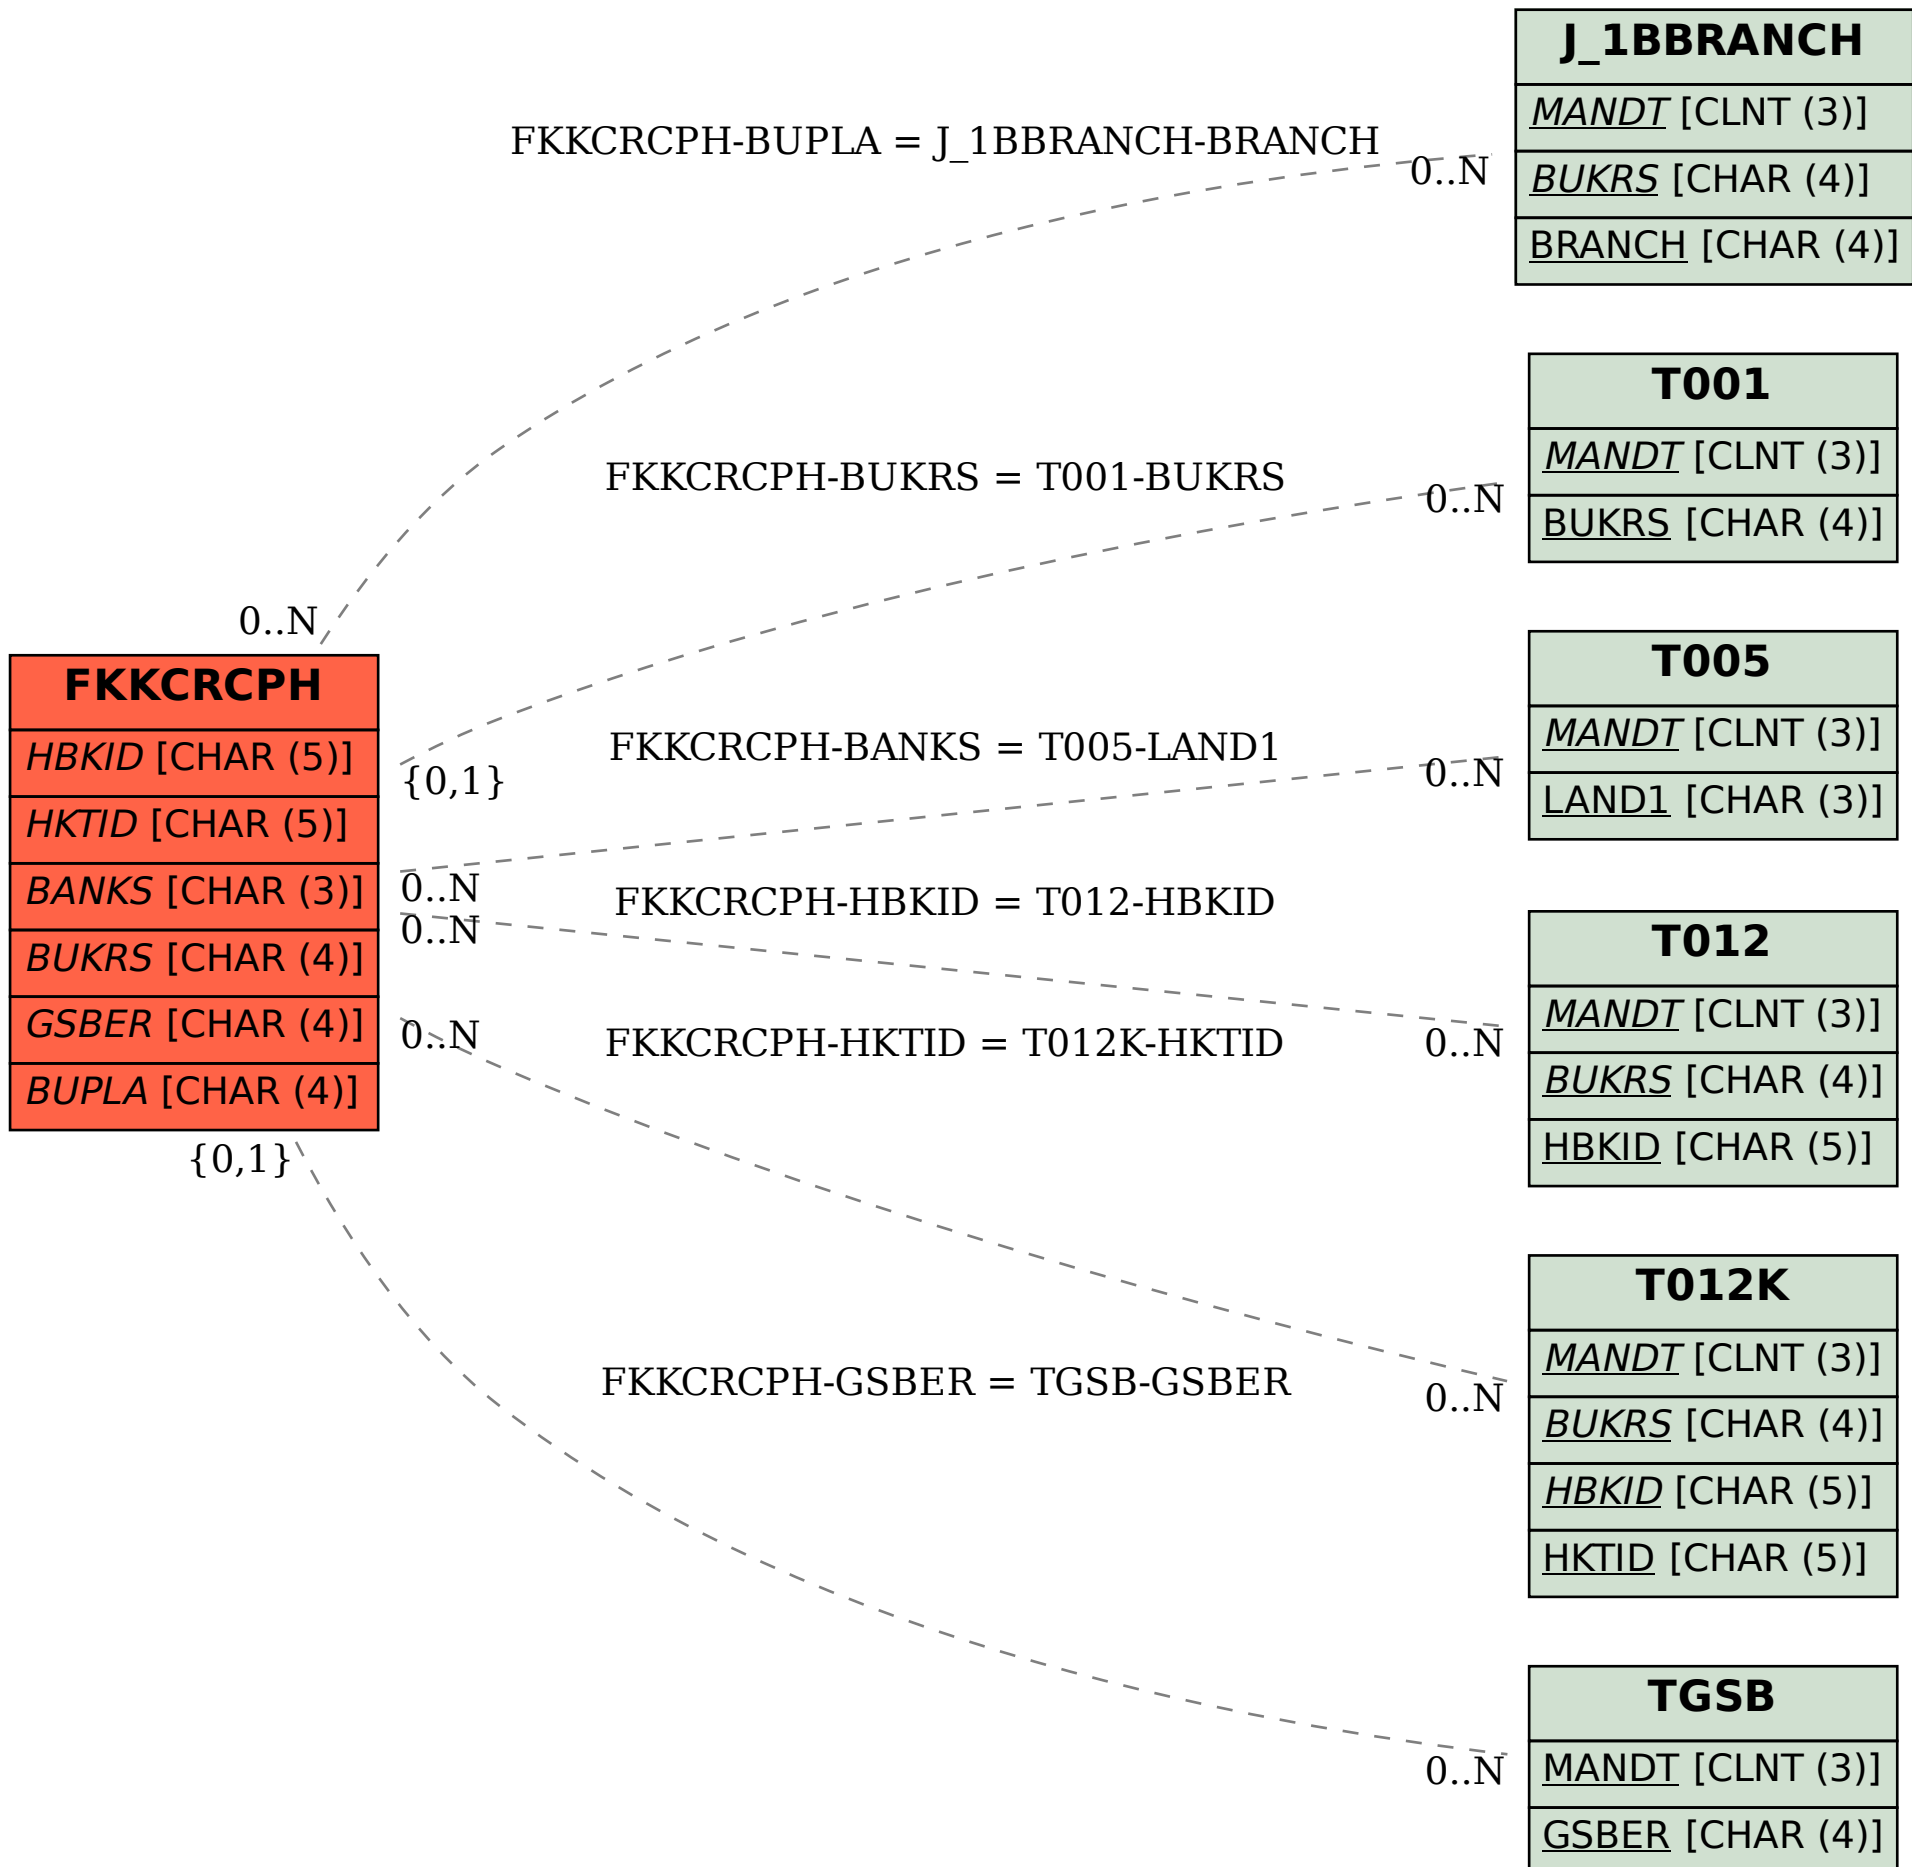 J_1BBRANCH
MANDT [CLNT (3)]
BUKRS [CHAR (4)]
BRANCH [CHAR (4)]
FKKCRCPH-BUPLA = J_1BBRANCH-BRANCH
0..N
0..N
T001
MANDT [CLNT (3)]
BUKRS [CHAR (4)]
FKKCRCPH-BUKRS = T001-BUKRS
0..N
{0,1}
T005
MANDT [CLNT (3)]
LAND1 [CHAR (3)]
FKKCRCPH-BANKS = T005-LAND1
0..N
0..N
FKKCRCPH
HBKID [CHAR (5)]
HKTID [CHAR (5)]
BANKS [CHAR (3)]
BUKRS [CHAR (4)]
GSBER [CHAR (4)]
BUPLA [CHAR (4)]
FKKCRCPH-HBKID = T012-HBKID
0..N
0..N
T012
MANDT [CLNT (3)]
BUKRS [CHAR (4)]
HBKID [CHAR (5)]
FKKCRCPH-HKTID = T012K-HKTID
0..N
0..N
T012K
MANDT [CLNT (3)]
BUKRS [CHAR (4)]
HBKID [CHAR (5)]
HKTID [CHAR (5)]
FKKCRCPH-GSBER = TGSB-GSBER
{0,1}
0..N
TGSB
MANDT [CLNT (3)]
GSBER [CHAR (4)]